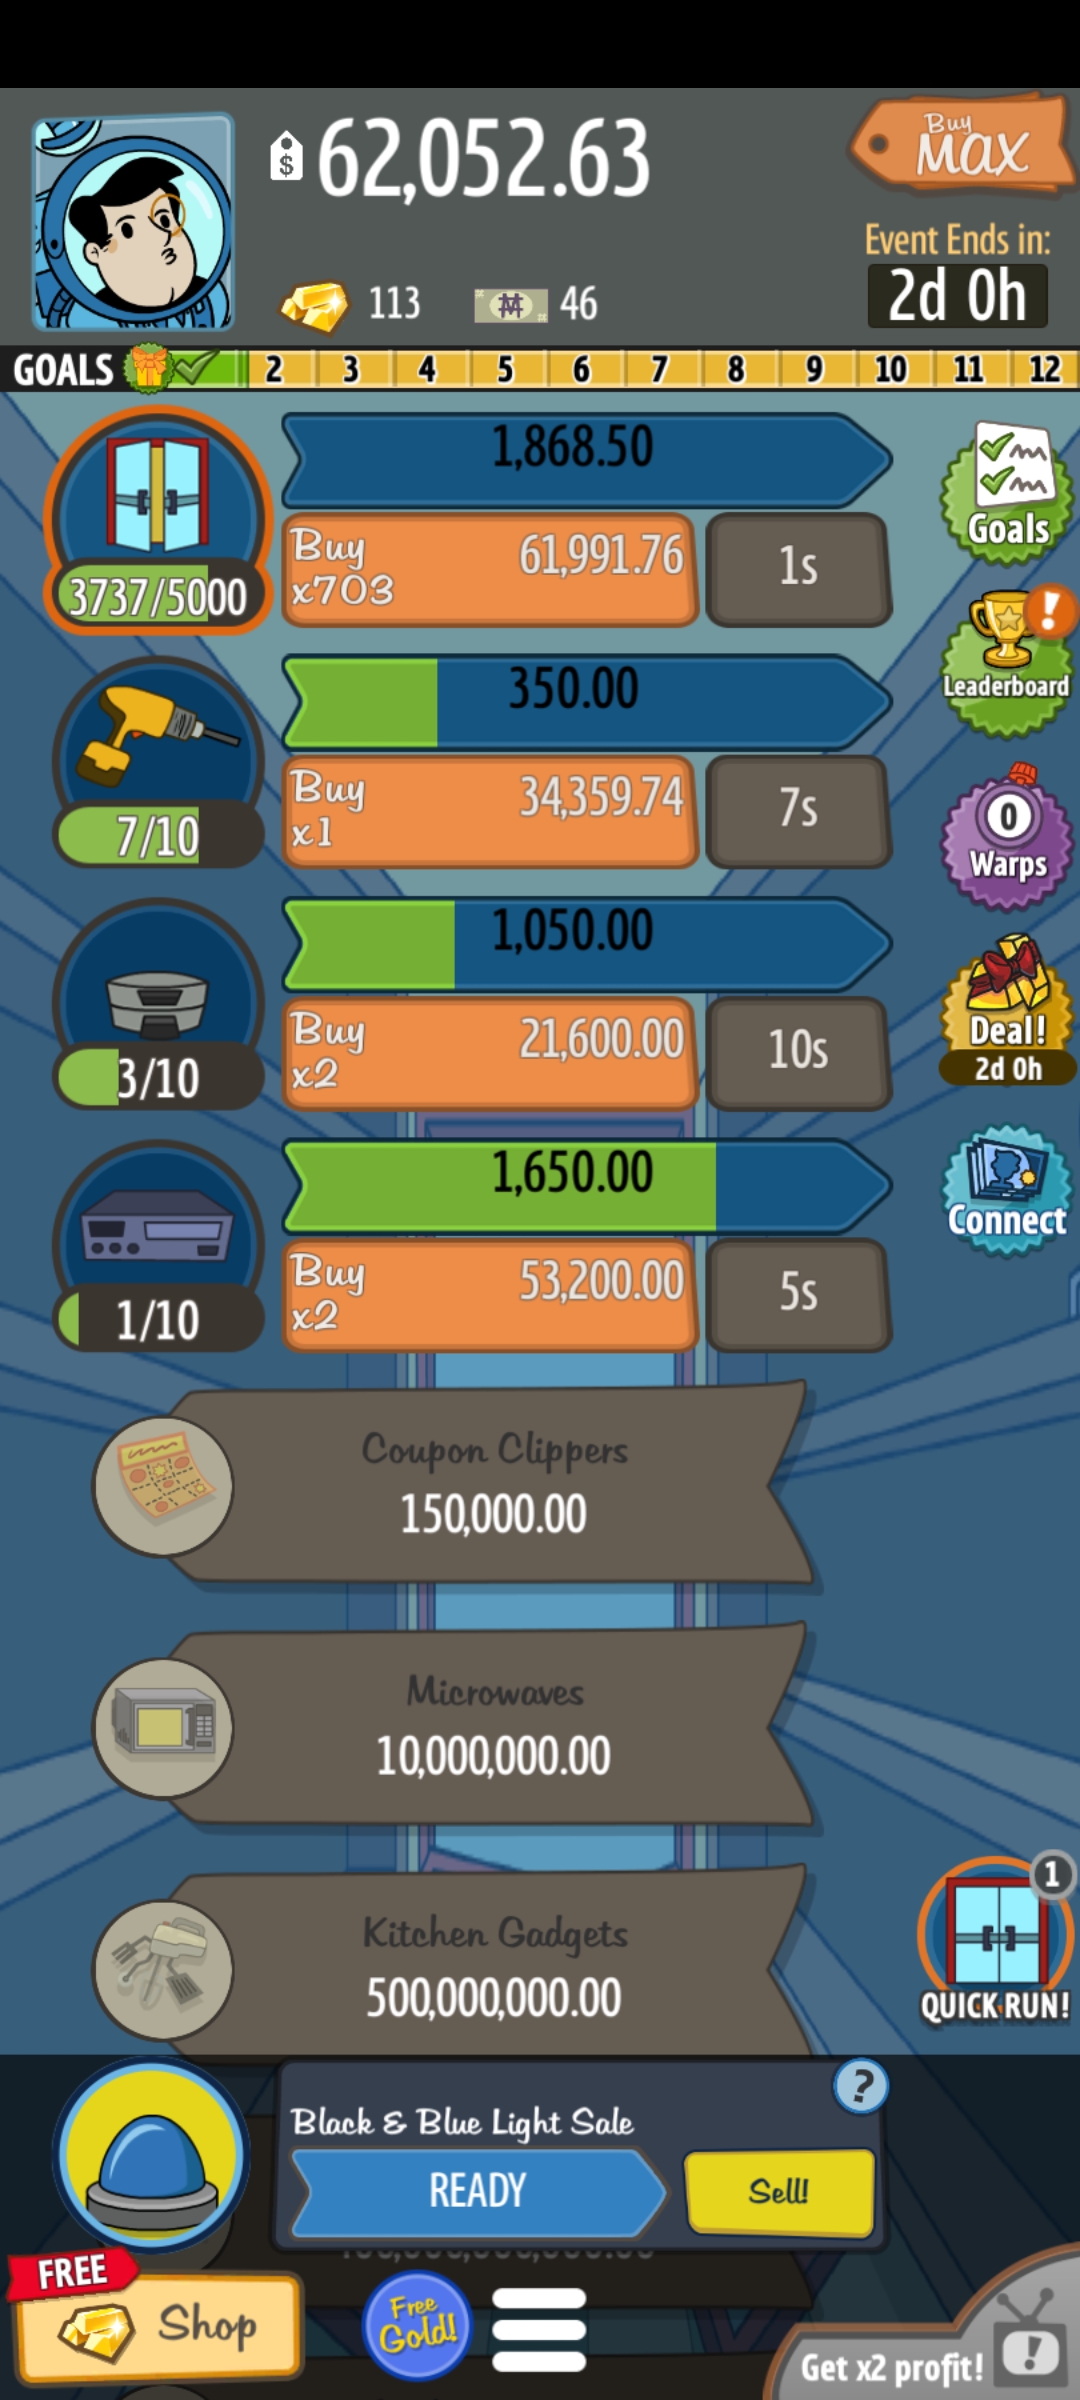 62,052.63
Buy
MAX
Event Ends in:
2d 0h
113
46
GOALS 2 3 4 5 6 7 8 9 10 11 12
1,868.50
Buy
x703
61,991.76
1s
3737/5000
Goals
350.00
Buy
x1
34,359.74
7s
7/10
!
Leaderboard
1,050.00
Buy
x2
21,600.00
10s
3/10
0
Warps
Deal!
2d 0h
1,650.00
Buy
x2
53,200.00
5s
1/10
Connect
Coupon Clippers
150,000.00
Microwaves
10,000,000.00
Kitchen Gadgets
500,000,000.00
1
QUICK RUN!
Black & Blue Light Sale
?
READY
Sell!
FREE
Shop
Free
Gold!
Get x2 profit!